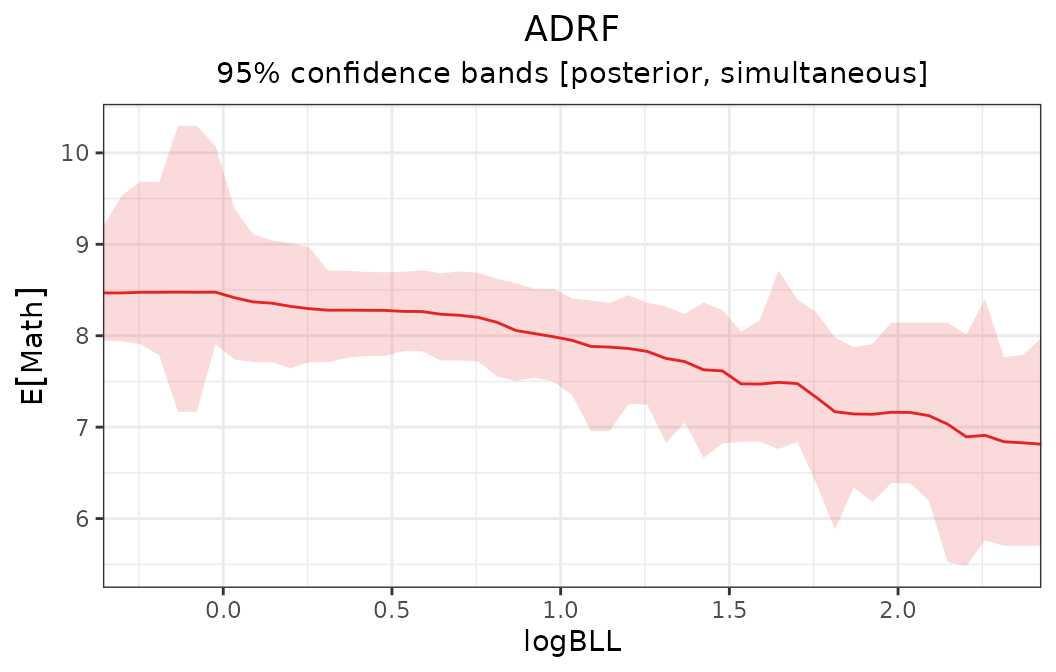 ADRF
95% confidence bands [posterior, simultaneous]
E[Math]
10
9
8
7
6
0.0 0.5 1.0 1.5 2.0
logBLL